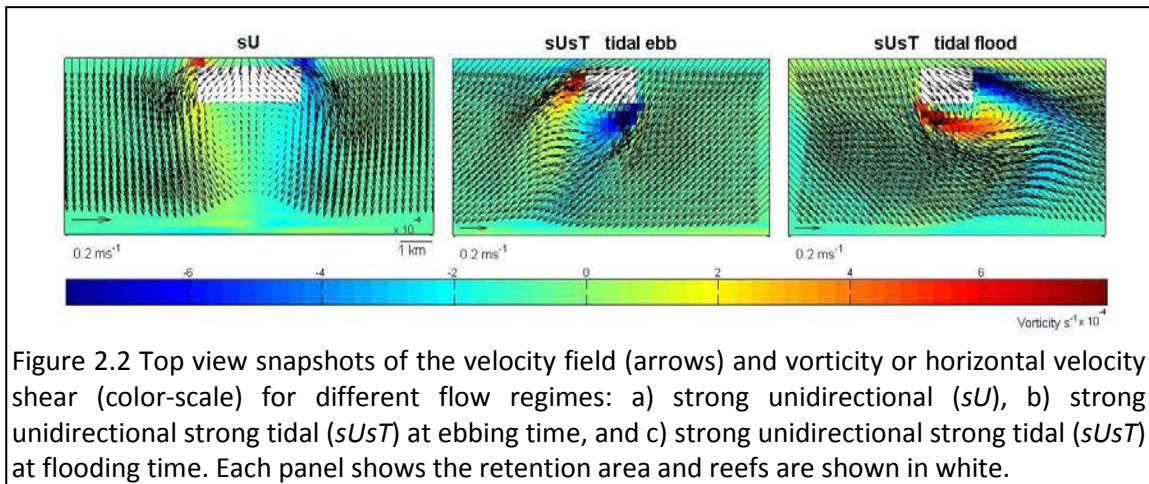 sU
sUsT tidal ebb
sUsT tidal flood
x 10⁻⁴
0.2 ms⁻¹
1 km
0.2 ms⁻¹
0.2 ms⁻¹
-6 -4 -2 0 2 4 6
Vorticity s⁻¹ x 10⁻⁴
Figure 2.2 Top view snapshots of the velocity field (arrows) and vorticity or horizontal velocity
shear (color-scale) for different flow regimes: a) strong unidirectional (sU), b) strong
unidirectional strong tidal (sUsT) at ebbing time, and c) strong unidirectional strong tidal (sUsT)
at flooding time. Each panel shows the retention area and reefs are shown in white.